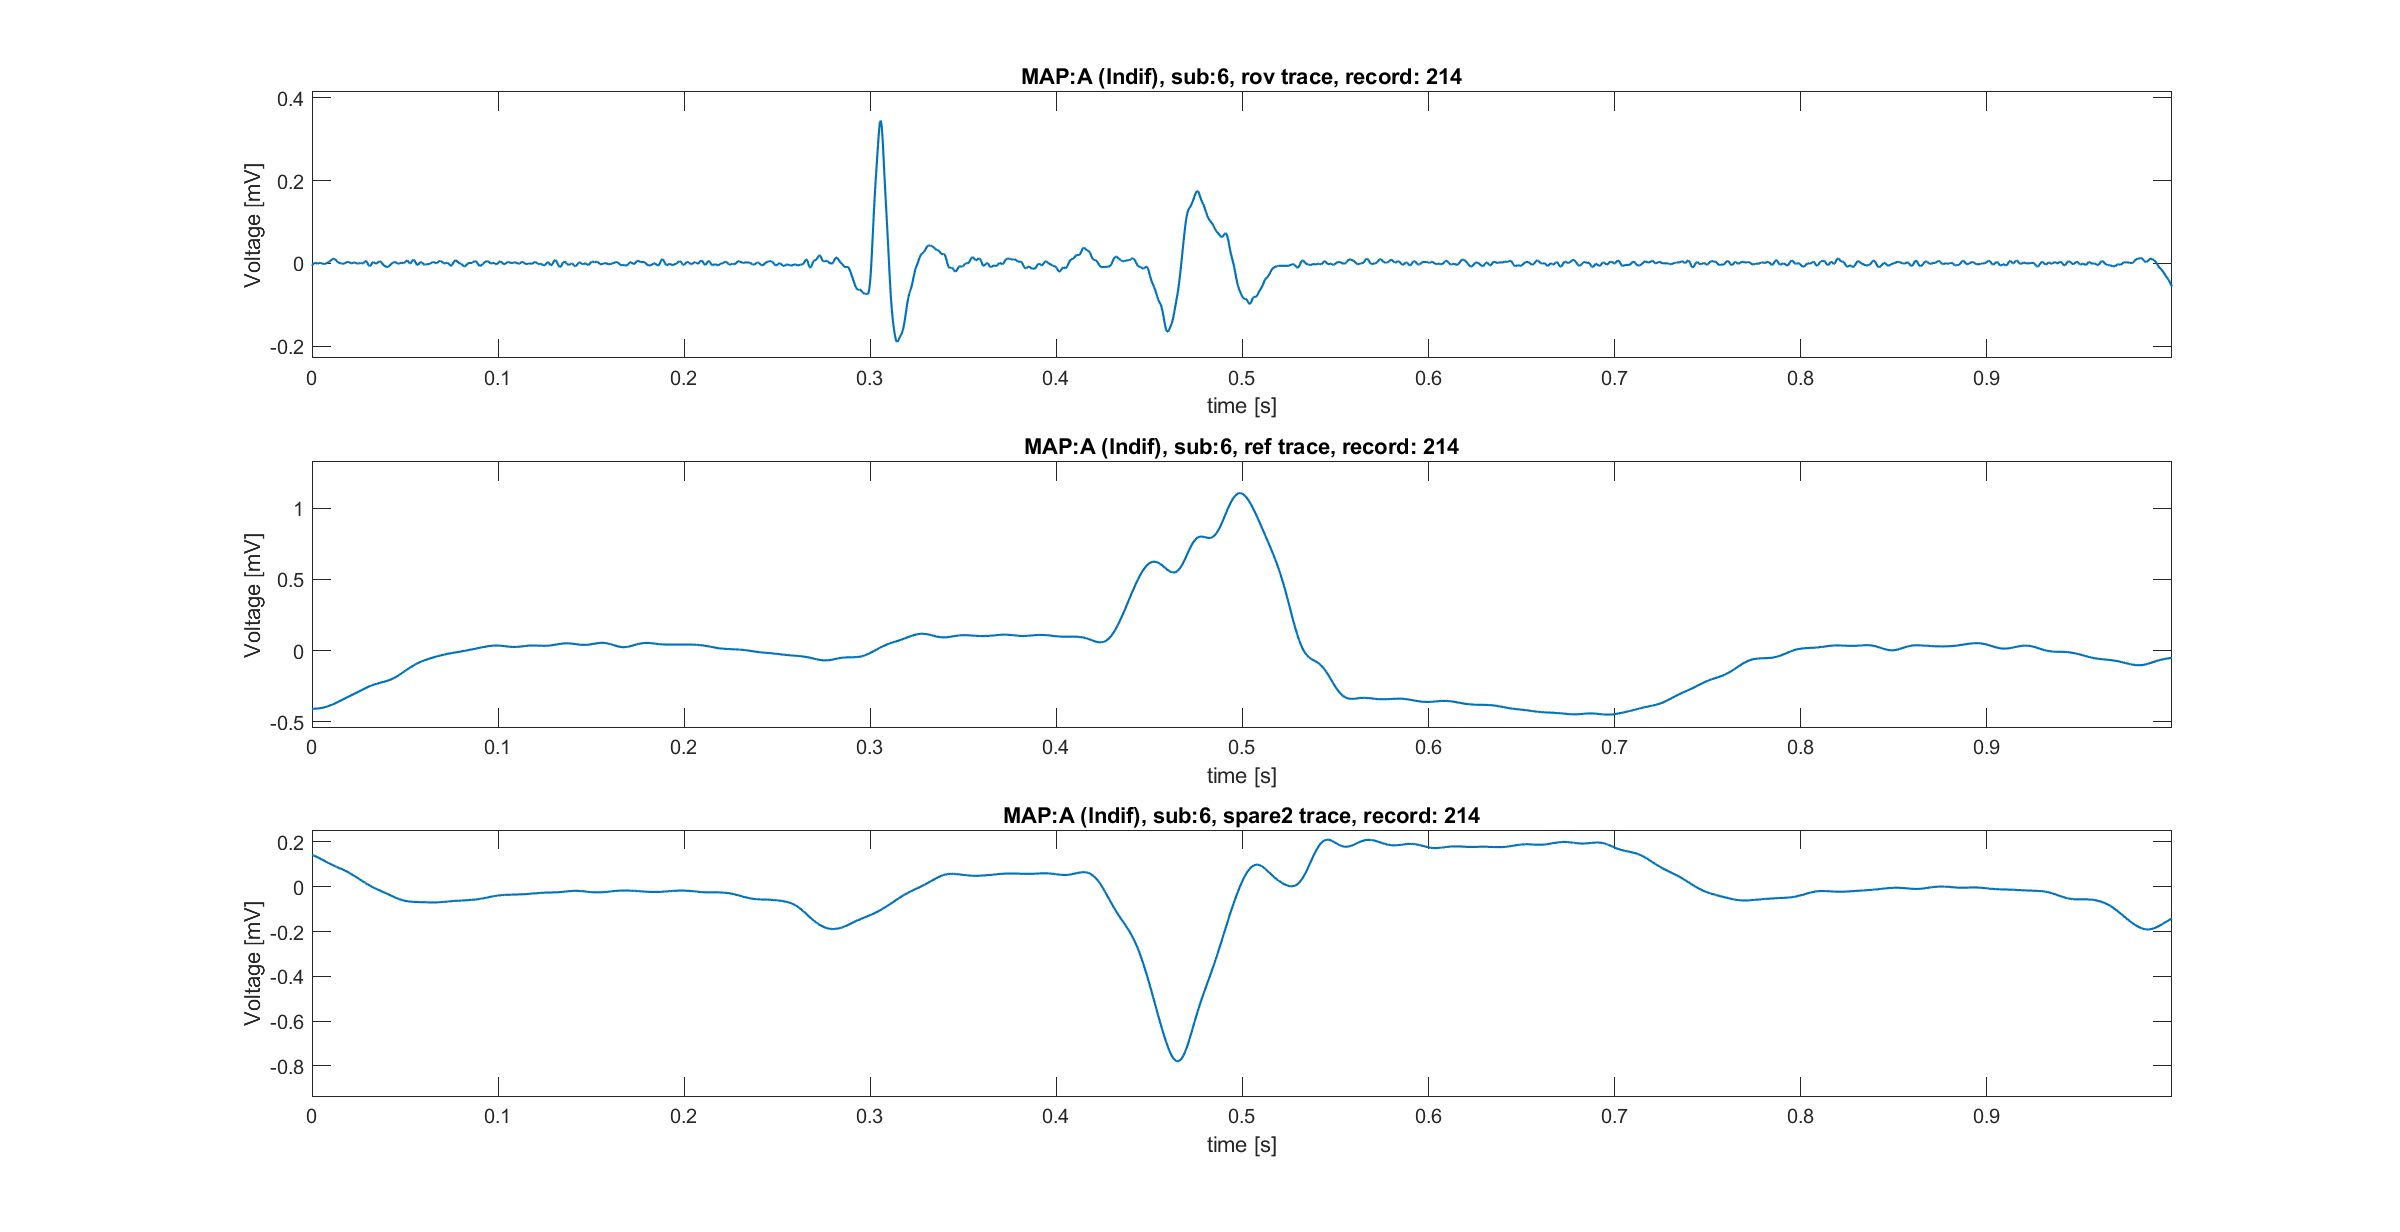 MAP:A (Indif), sub:6, rov trace, record: 214
Voltage [mV]
0.4
0.2
0
-0.2
0 0.1 0.2 0.3 0.4 0.5 0.6 0.7 0.8 0.9
time [s]
MAP:A (Indif), sub:6, ref trace, record: 214
Voltage [mV]
1
0.5
0
-0.5
0 0.1 0.2 0.3 0.4 0.5 0.6 0.7 0.8 0.9
time [s]
MAP:A (Indif), sub:6, spare2 trace, record: 214
Voltage [mV]
0.2
0
-0.2
-0.4
-0.6
-0.8
0 0.1 0.2 0.3 0.4 0.5 0.6 0.7 0.8 0.9
time [s]